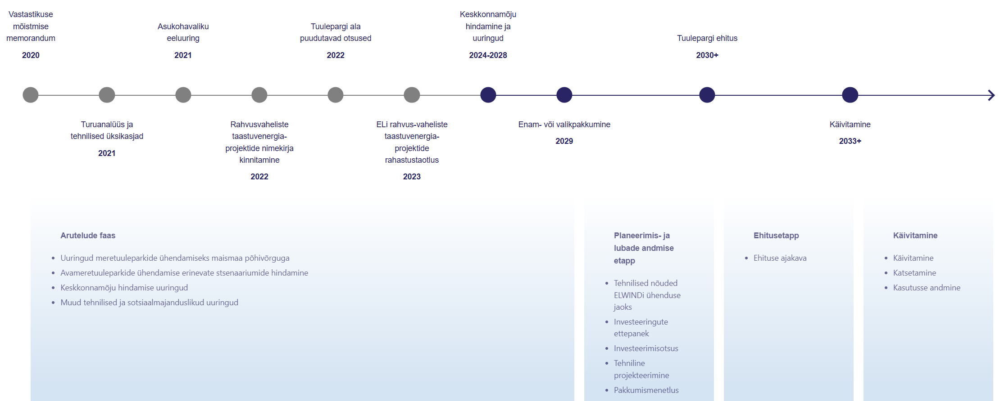 Vastastikuse
mõistmise
memorandum
2020
Asukohavaliku
eeluuring
2021
Tuulepargi ala
puudutavad otsused
2022
Keskkonnamõju
hindamine ja
uuringud
2024-2028
Tuulepargi ehitus
2030+
Turuanalüüs ja
tehnilised üksikasjad
2021
Rahvusvaheliste
taastuvenergia-
projektide nimekirja
kinnitamine
2022
ELi rahvus-vaheliste
taastuvenergia-
projektide
rahastustaotlus
2023
Enam- või valikpakkumine
2029
Käivitamine
2033+
Arutelude faas
• Uuringud meretuuleparkide ühendamiseks maismaa põhivõrguga
• Avameretuuleparkide ühendamise erinevate stsenaariumide hindamine
• Keskkonnamõju hindamise uuringud
• Muud tehnilised ja sotsiaalmajanduslikud uuringud
Planeerimis- ja
lubade andmise
etapp
• Tehnilised nõuded
ELWINDi ühenduse
jaoks
• Investeeringute
ettepanek
• Investeerimisotsus
• Tehniline
projekteerimine
• Pakkumismenetlus
Ehitusetapp
• Ehituse ajakava
Käivitamine
• Käivitamine
• Katsetamine
• Kasutusse andmine